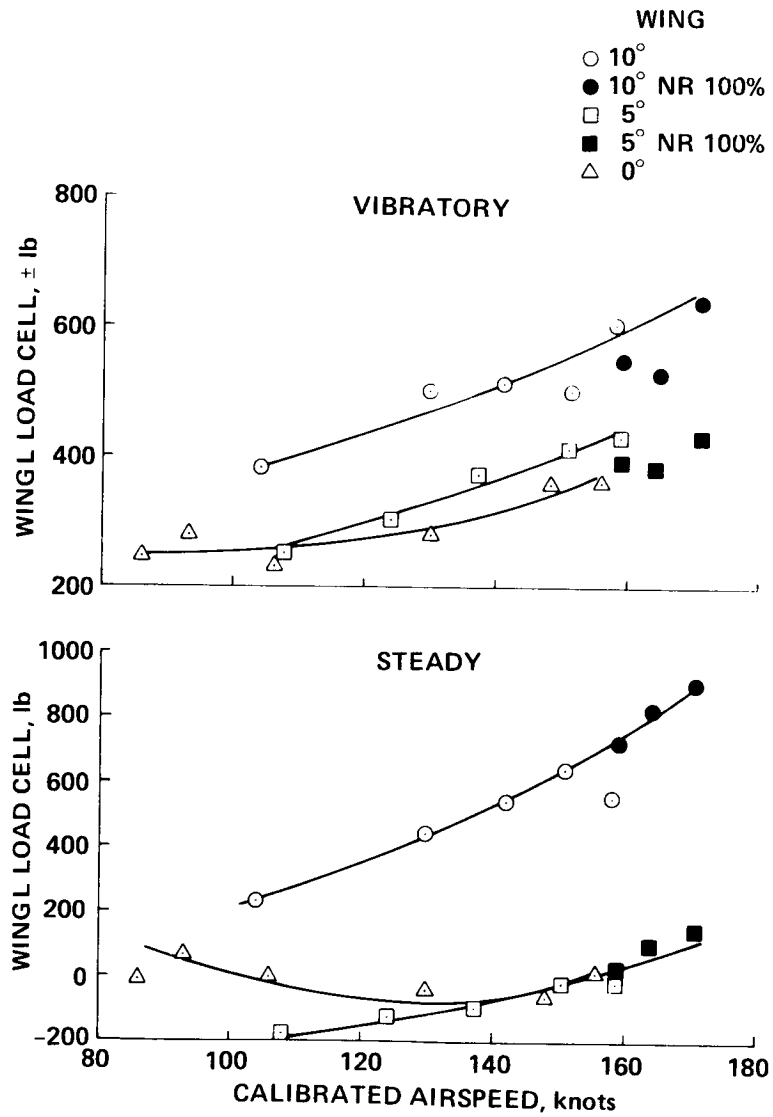 WING
10°
10° NR 100%
5°
5° NR 100%
0°
VIBRATORY
WING L LOAD CELL, ± lb
800
600
400
200
STEADY
WING L LOAD CELL, lb
1000
800
600
400
200
0
-200
80 100 120 140 160 180
CALIBRATED AIRSPEED, knots